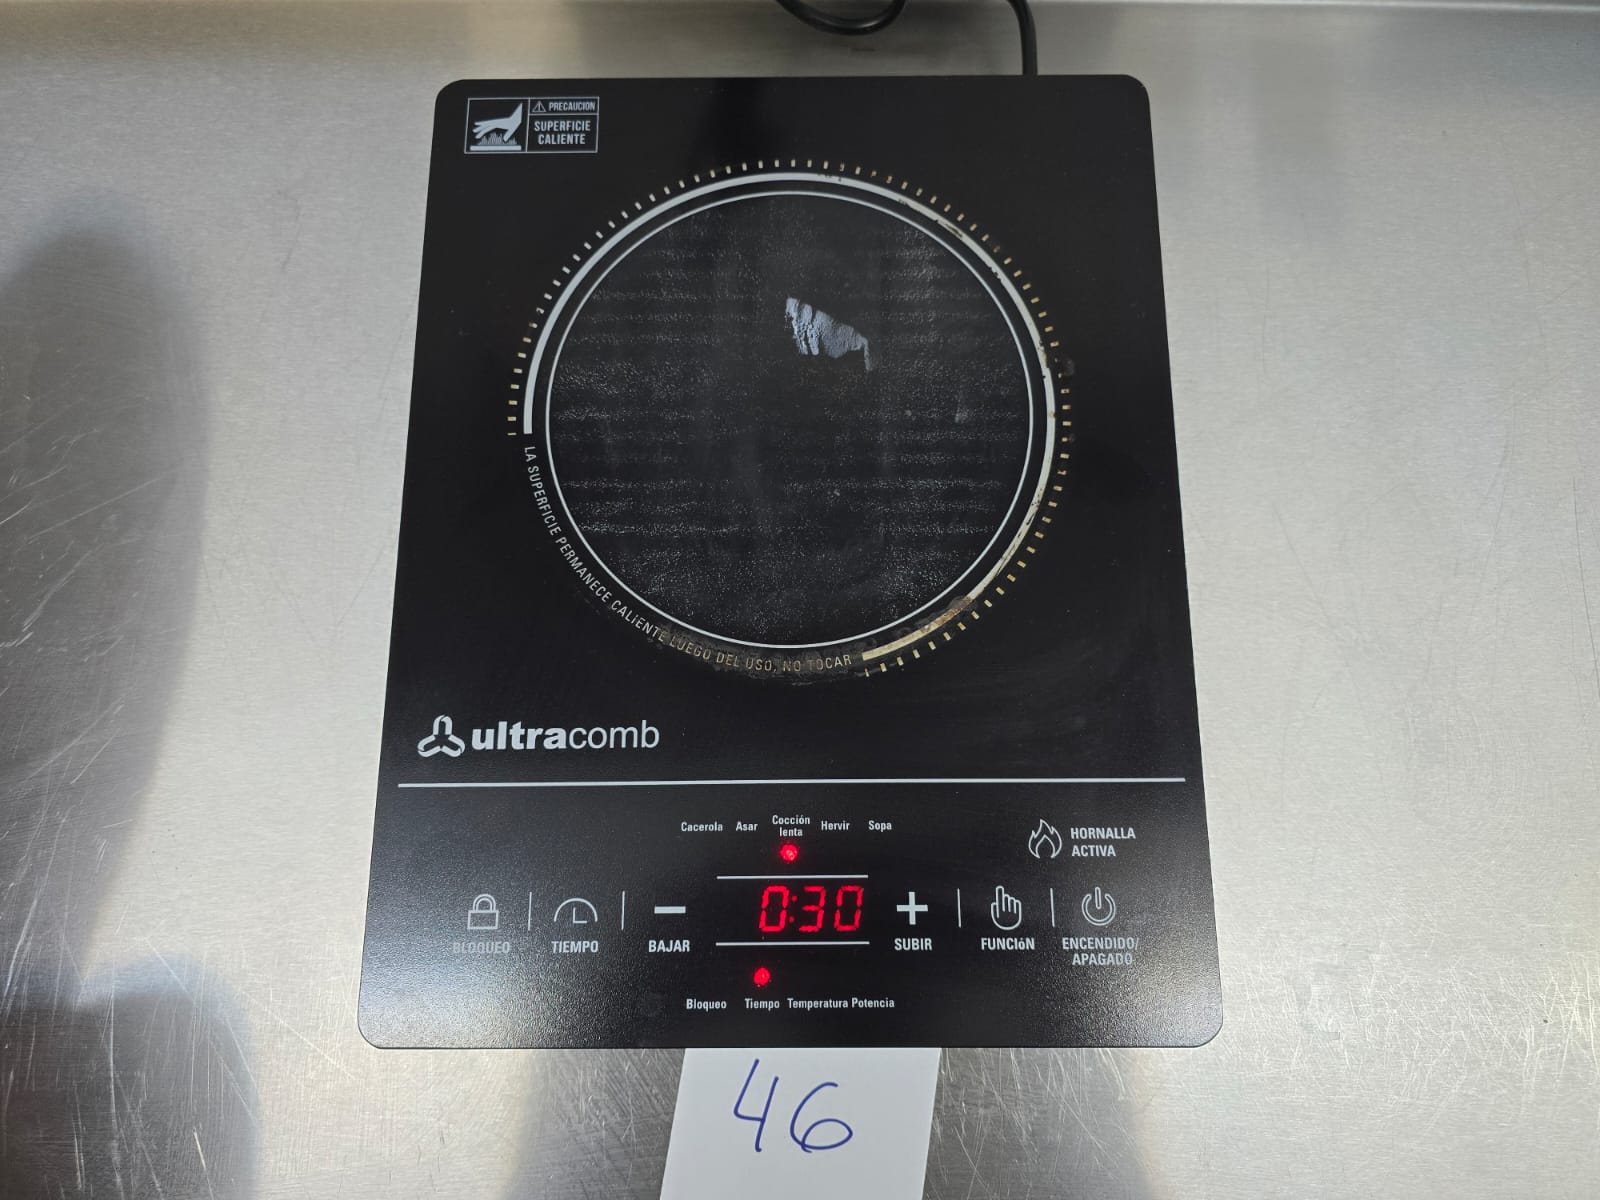 PRECAUCION
SUPERFICIE
CALIENTE
LA SUPERFICIE PERMANECE CALIENTE LUEGO DEL USO, NO TOCAR
ultracomb
Cacerola Asar Cocción lenta Hervir Sopa
HORNALLA
ACTIVA
0:30
BLOQUEO TIEMPO BAJAR SUBIR FUNCIóN ENCENDIDO/
APAGADO
Bloqueo Tiempo Temperatura Potencia
46